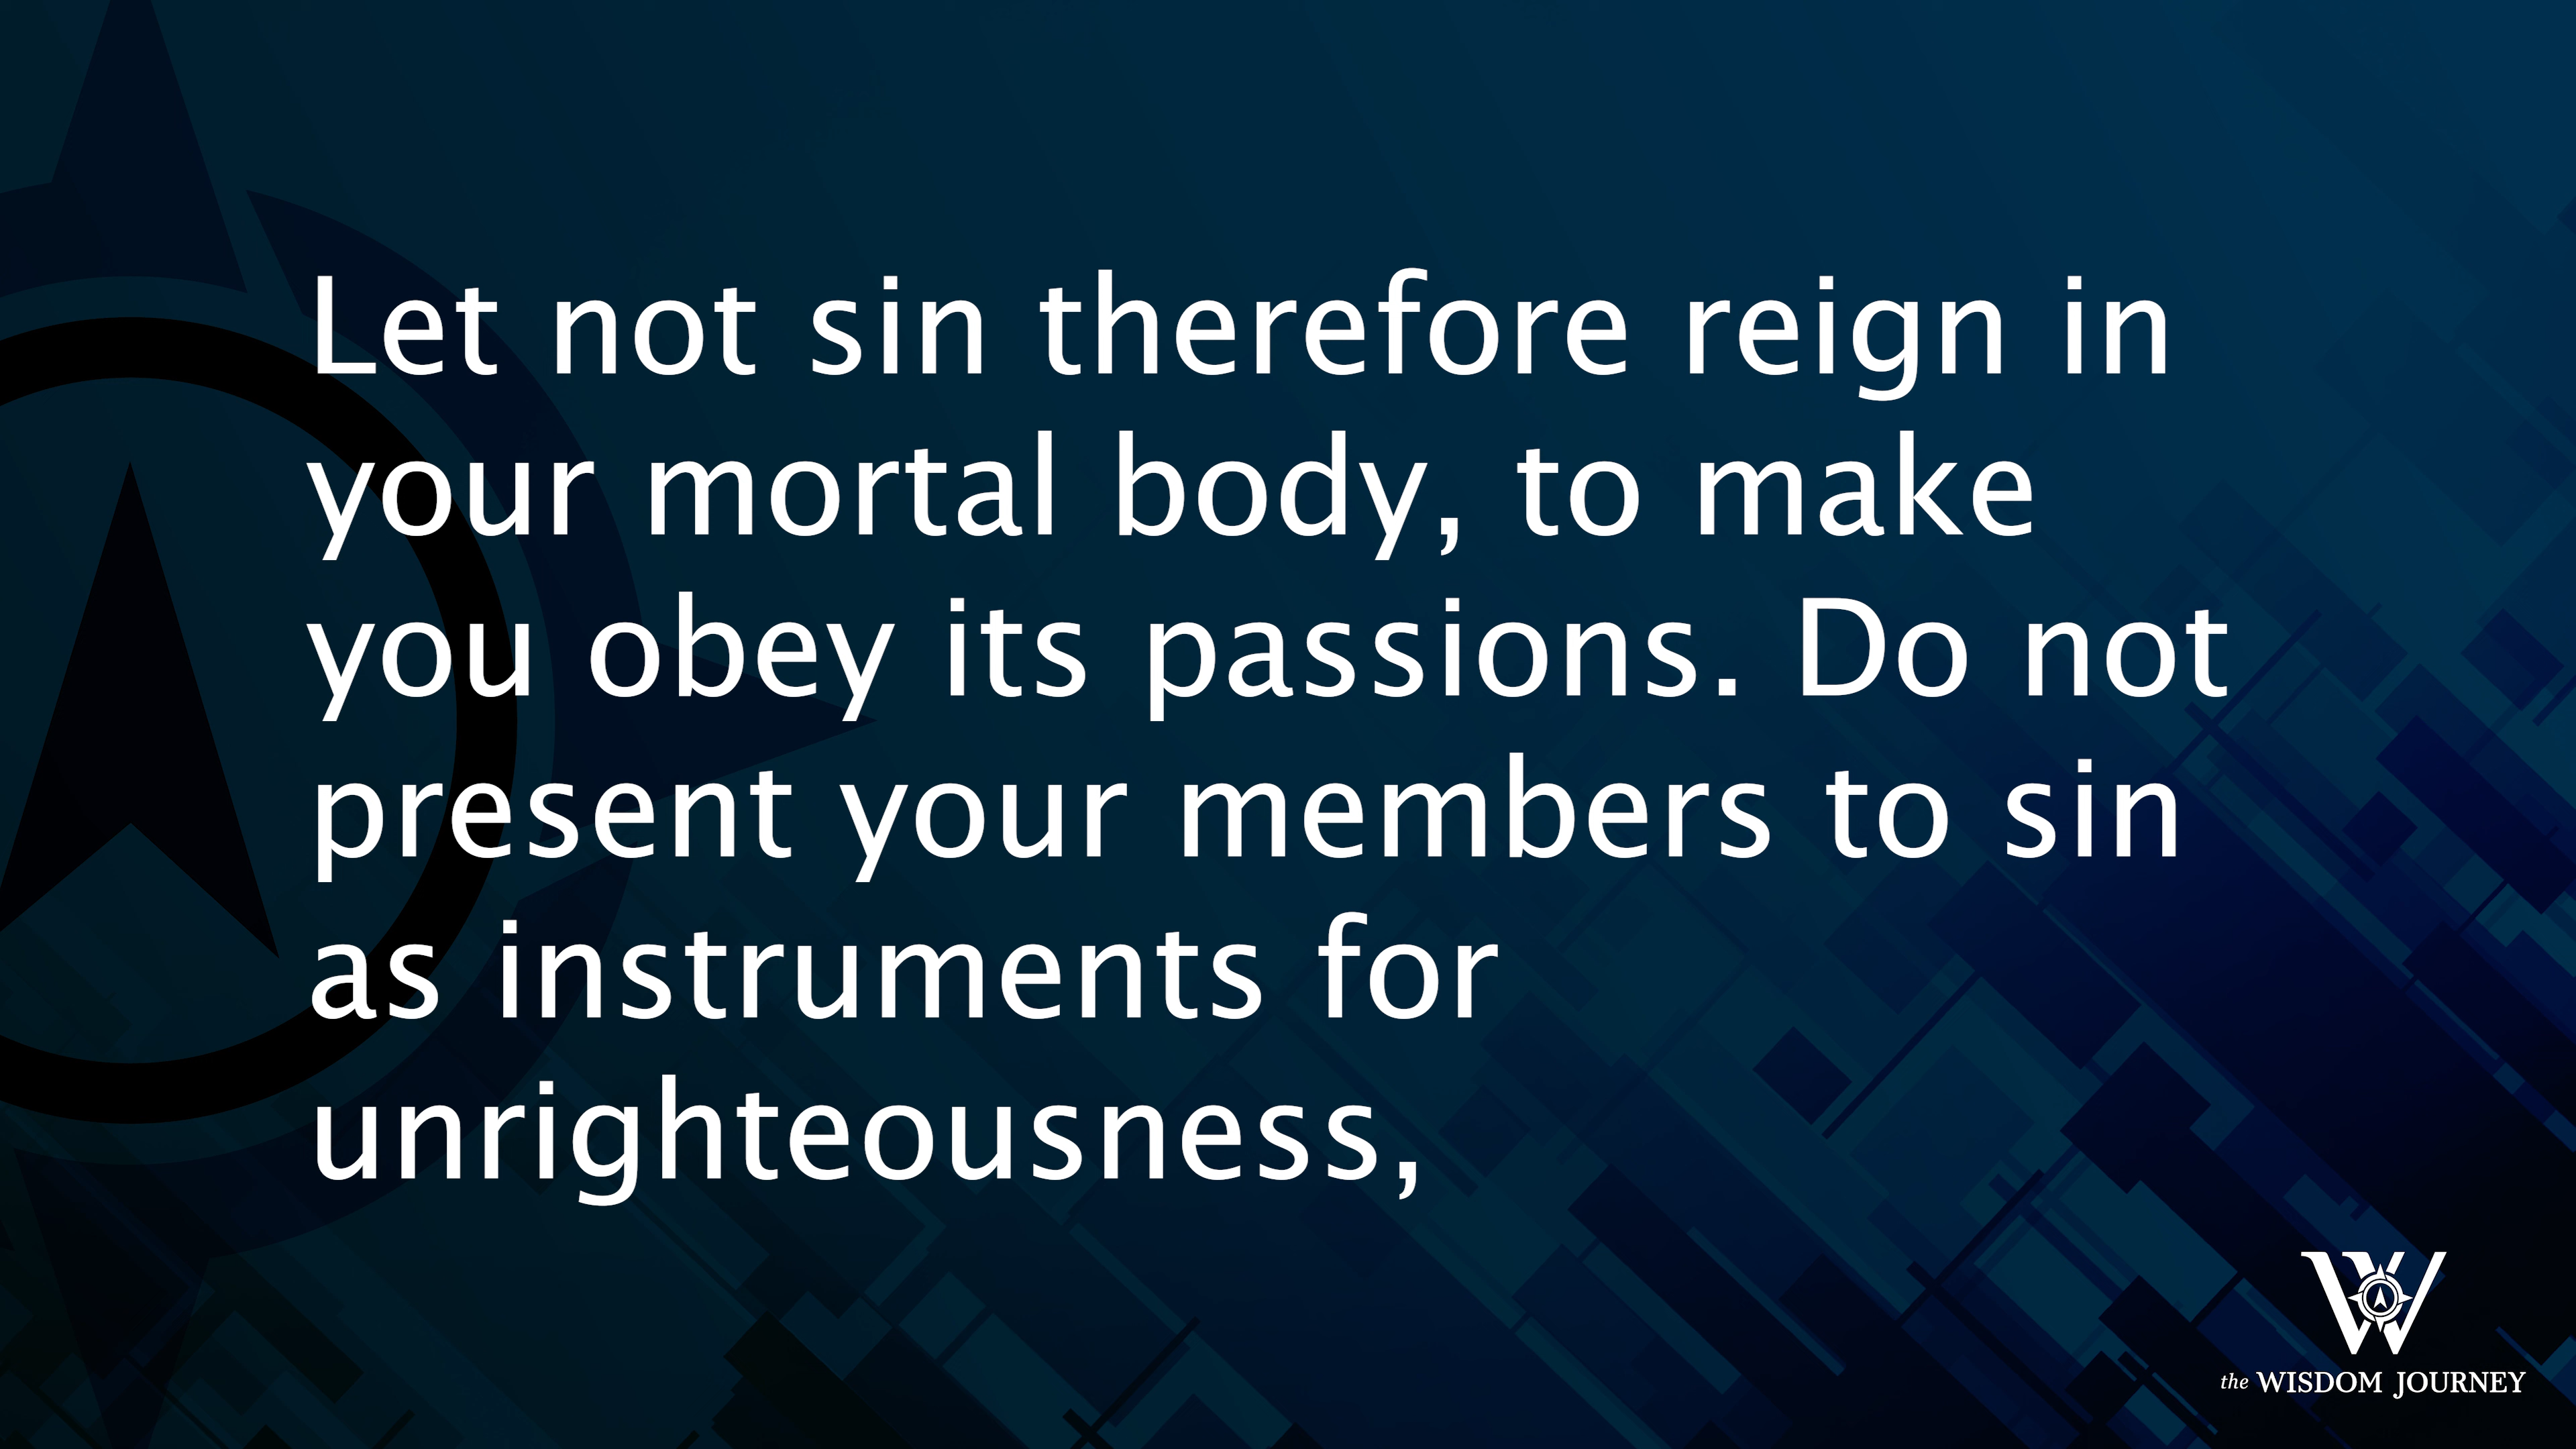 Let not sin therefore reign in
your mortal body, to make
you obey its passions. Do not
present your members to sin
as instruments for
unrighteousness,
W
the WISDOM JOURNEY